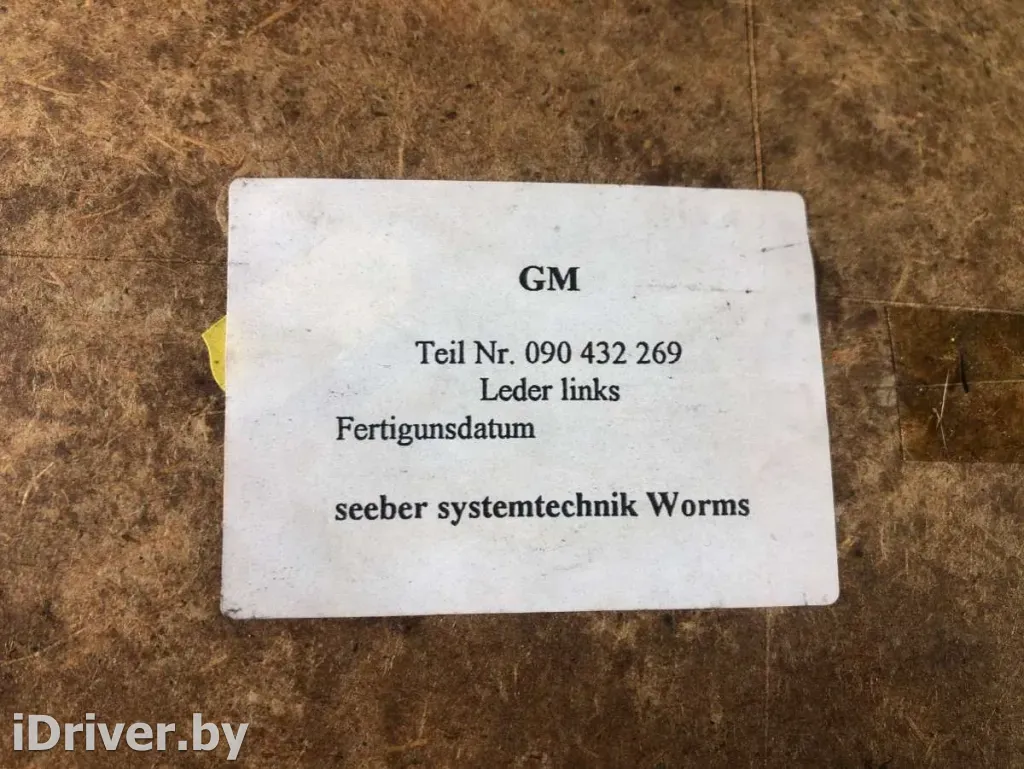 GM
Teil Nr. 090 432 269
Leder links
Fertigunsdatum
seeber systemtechnik Worms
iDriver.by